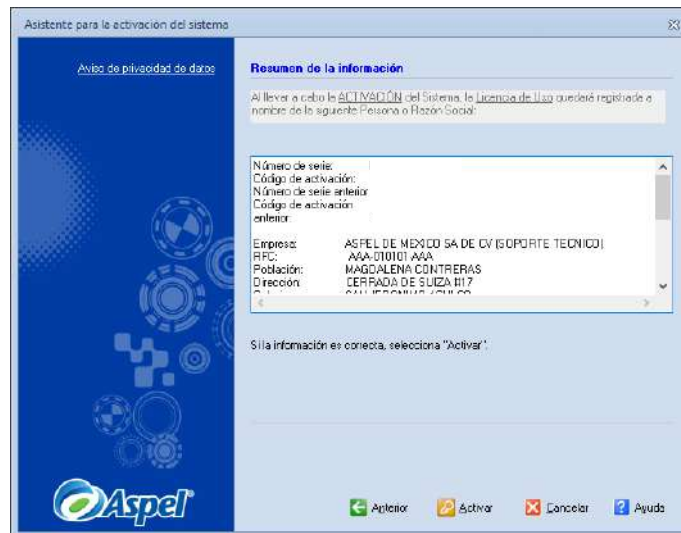 Asistente para la activación del sistema
Aviso de privacidad de datos
Resumen de la información
Al llevar a cabo la ACTIVACIÓN del Sistema, la Licencia de Uso quedará registrada a
nombre de la siguiente Persona o Razón Social:
Número de serie:
Código de activación:
Número de serie anterior
Código de activación
anterior:
Empresa: ASPEL DE MEXICO SA DE CV (SOPORTE TECNICO)
RFC: AAA-010101-AAA
Población: MAGDALENA CONTRERAS
Dirección: CERRADA DE SUIZA #17
Si la información es correcta, selecciona "Activar".
Aspel®
Anterior
Activar
Cancelar
Ayuda